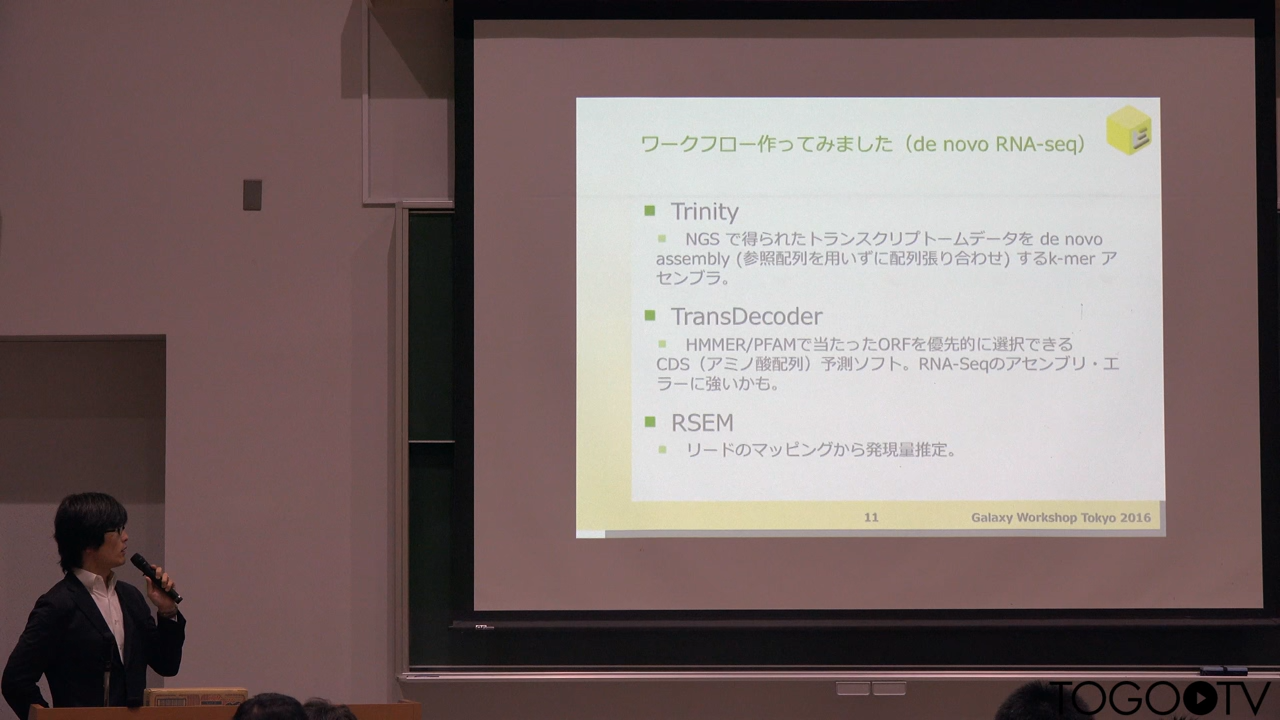 ワークフロー作ってみました（de novo RNA-seq）
Trinity
NGS で得られたトランスクリプトームデータを de novo
assembly (参照配列を用いずに配列張り合わせ) するk-mer ア
センブラ。
TransDecoder
HMMER/PFAMで当たったORFを優先的に選択できる
CDS（アミノ酸配列）予測ソフト。RNA-Seqのアセンブリ・エ
ラーに強いかも。
RSEM
リードのマッピングから発現量推定。
11
Galaxy Workshop Tokyo 2016
TOGO TV